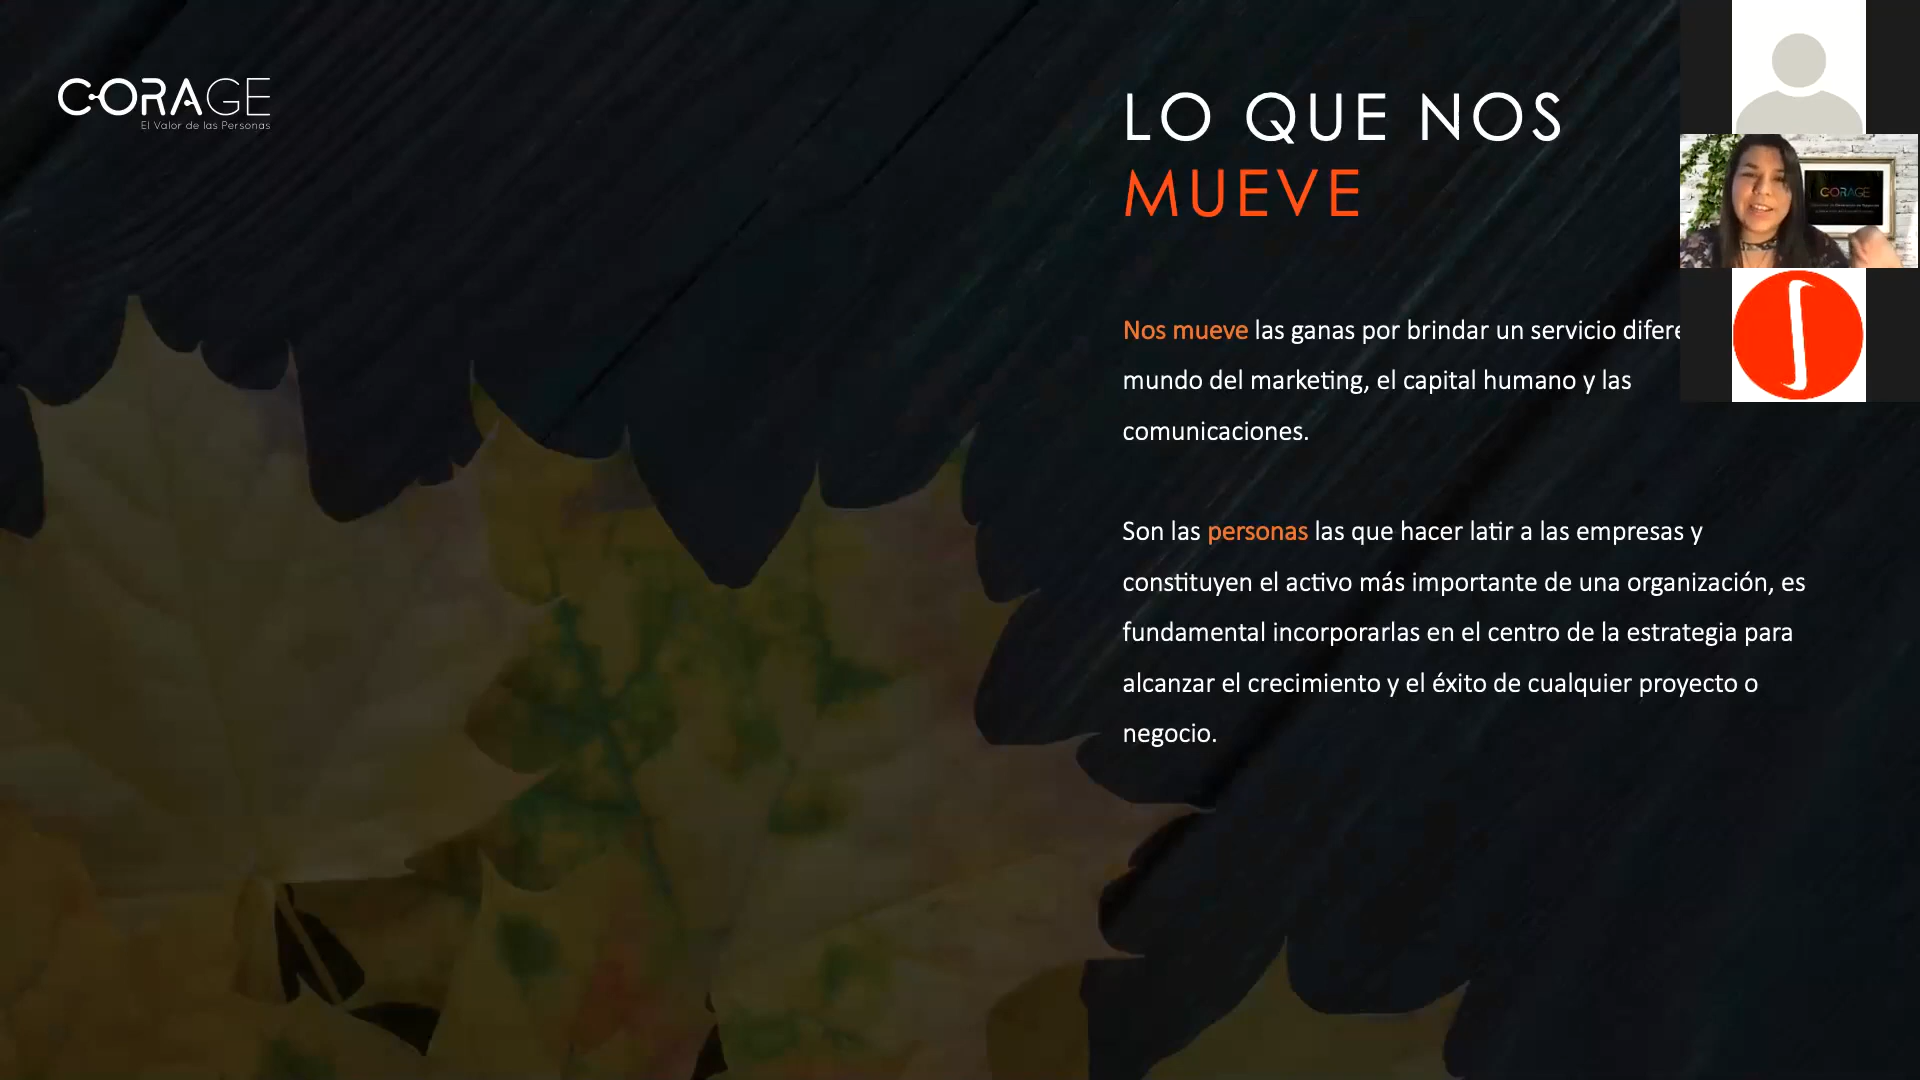 CORAGE
El Valor de las Personas
LO QUE NOS
MUEVE
Nos mueve las ganas por brindar un servicio
mundo del marketing, el capital humano y las
comunicaciones.
Son las personas las que hacer latir a las empresas y
constituyen el activo más importante de una organización, es
fundamental incorporarlas en el centro de la estrategia para
alcanzar el crecimiento y el éxito de cualquier proyecto o
negocio.
CORAGE